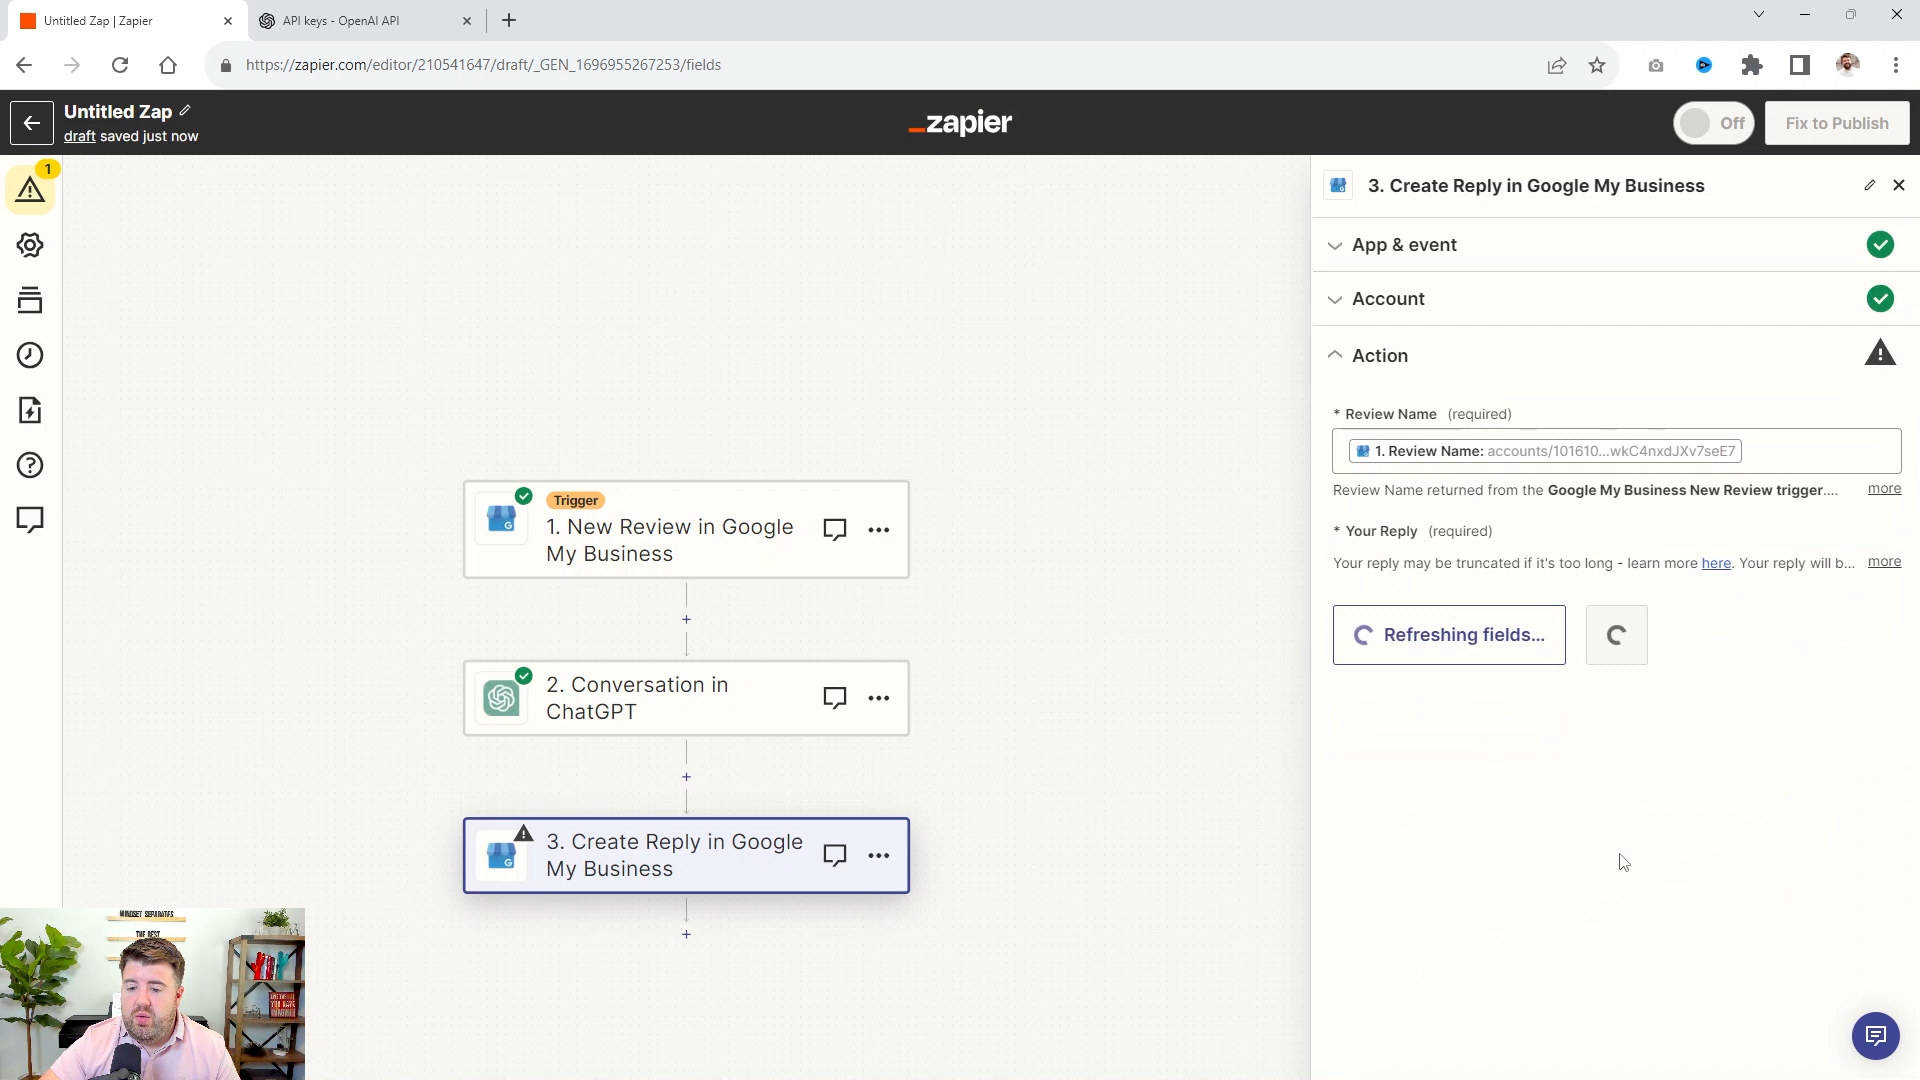 Untitled Zap | Zapier
API keys - OpenAI API
https://zapier.com/editor/210541647/draft/_GEN_1696955267253/fields
Untitled Zap
draft saved just now
_zapier
Off
Fix to Publish
1
3. Create Reply in Google My Business
App & event
Account
Action
* Review Name (required)
1. Review Name: accounts/101610...wkC4nxdJXv7seE7
Review Name returned from the Google My Business New Review trigger....
more
* Your Reply (required)
Your reply may be truncated if it's too long - learn more here. Your reply will b...
more
Refreshing fields...
Trigger
1. New Review in Google
My Business
2. Conversation in
ChatGPT
3. Create Reply in Google
My Business
MINDSET SEPARATES
THE BEST